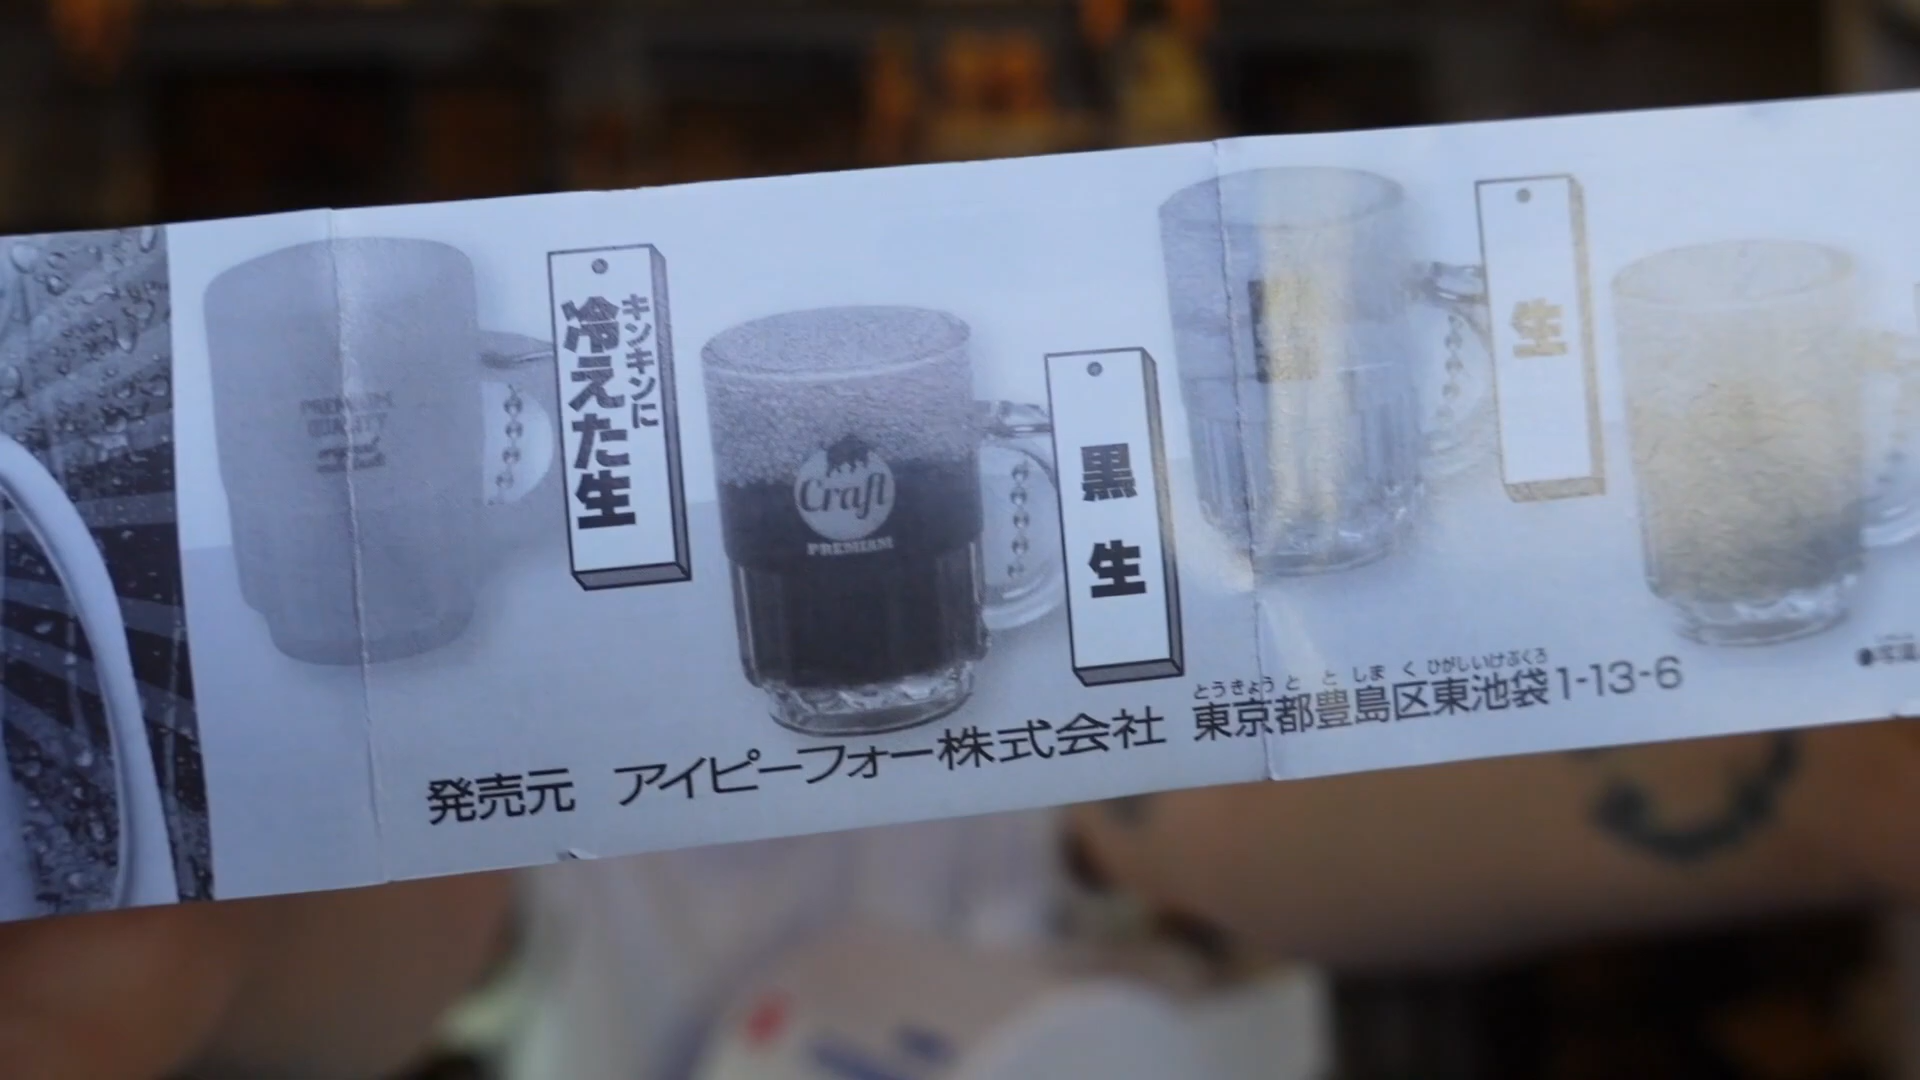 PREMIUM
QUALITY
キンキンに
冷えた生
Craft
PREMIUM
黒生
生
とうきょうととしまくひがしいけぶくろ
発売元 アイピーフォー株式会社 東京都豊島区東池袋1-13-6